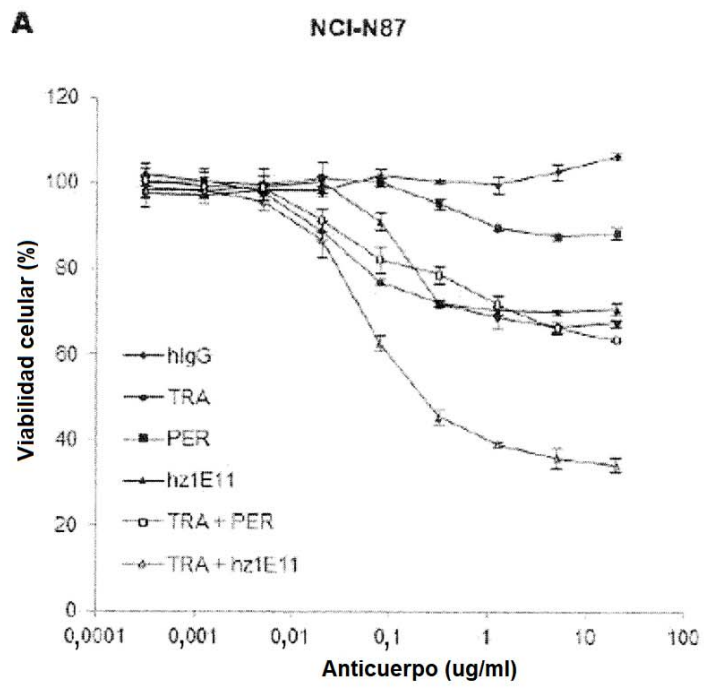 A
NCI-N87
120
100
80
60
40
20
0
Viabilidad celular (%)
hIgG
TRA
PER
hz1E11
TRA + PER
TRA + hz1E11
0,0001 0,001 0,01 0,1 1 10 100
Anticuerpo (ug/ml)